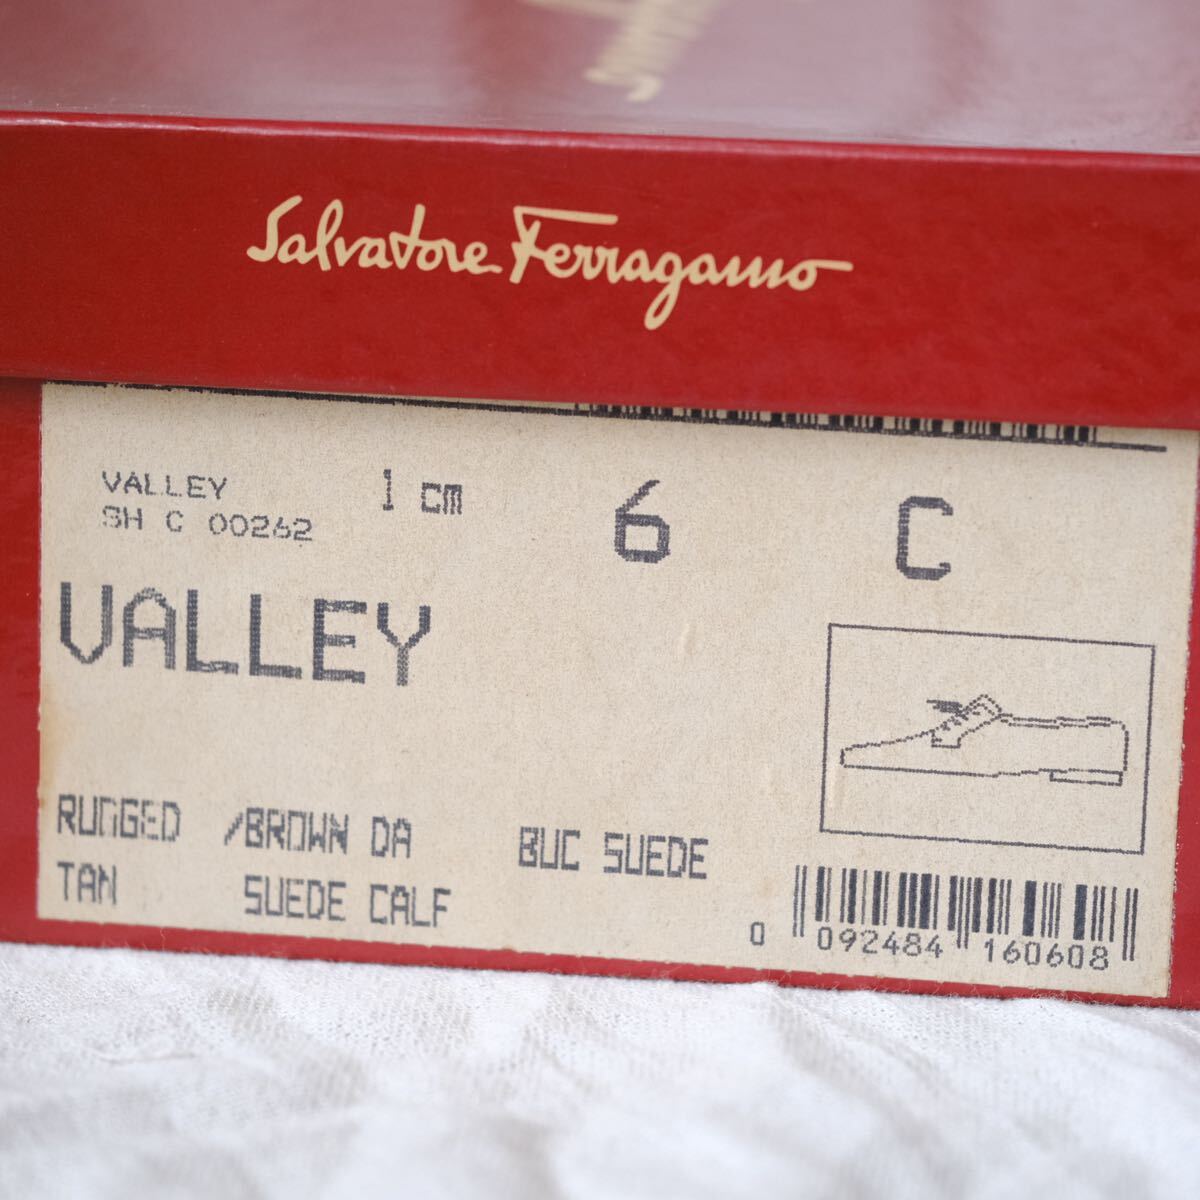 Salvatore Ferragamo
VALLEY 1 cm 6 C
SH C 00262
VALLEY
RUGGED /BROWN DA BUC SUEDE
TAN SUEDE CALF
0 092484 160608